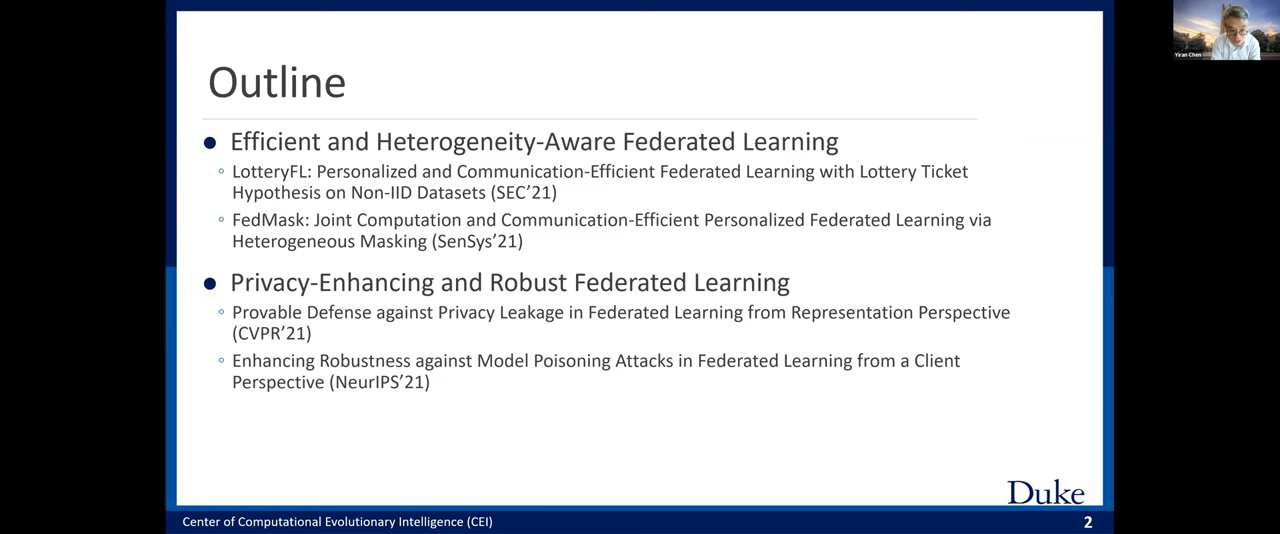 Outline
Efficient and Heterogeneity-Aware Federated Learning
LotteryFL: Personalized and Communication-Efficient Federated Learning with Lottery Ticket
Hypothesis on Non-IID Datasets (SEC’21)
FedMask: Joint Computation and Communication-Efficient Personalized Federated Learning via
Heterogeneous Masking (SenSys’21)
Privacy-Enhancing and Robust Federated Learning
Provable Defense against Privacy Leakage in Federated Learning from Representation Perspective
(CVPR’21)
Enhancing Robustness against Model Poisoning Attacks in Federated Learning from a Client
Perspective (NeurIPS’21)
Duke
Center of Computational Evolutionary Intelligence (CEI)
2
Yiran Chen